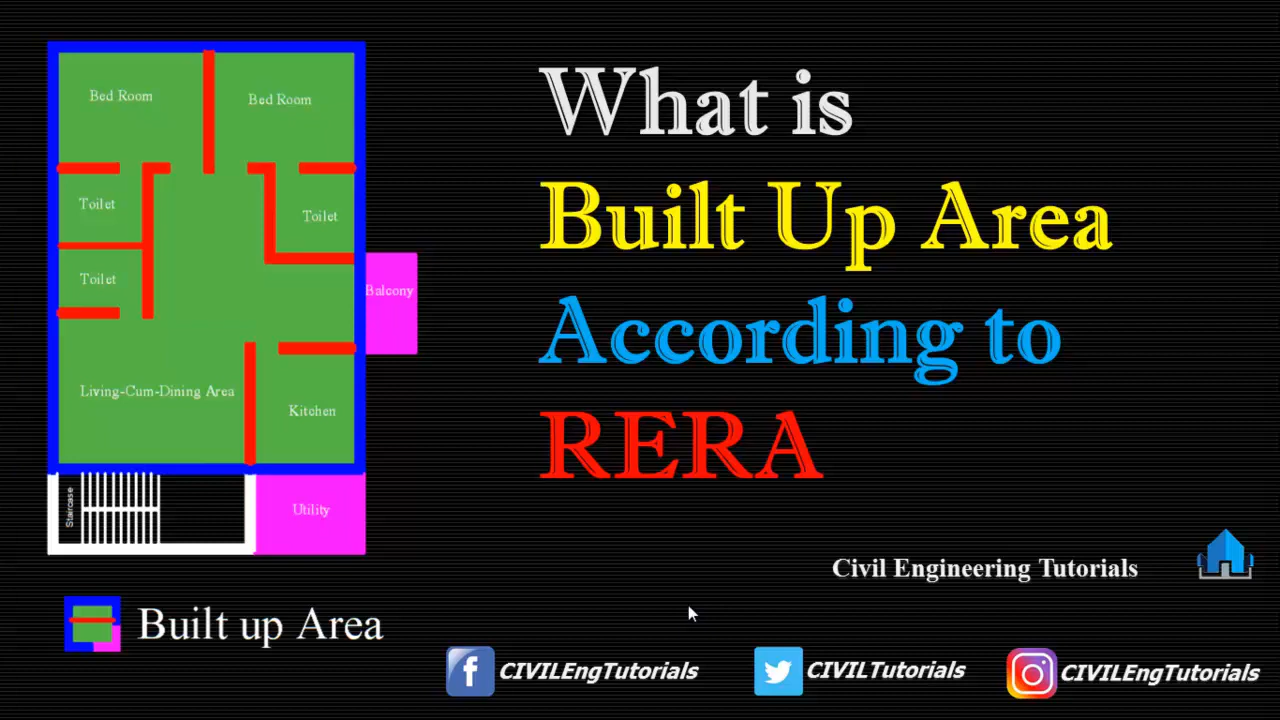 What is
Built Up Area
According to
RERA
Bed Room
Bed Room
Toilet
Toilet
Toilet
Balcony
Living-Cum-Dining Area
Kitchen
Staircase
Utility
Built up Area
Civil Engineering Tutorials
f CIVILEngTutorials
CIVILTutorials
CIVILEngTutorials